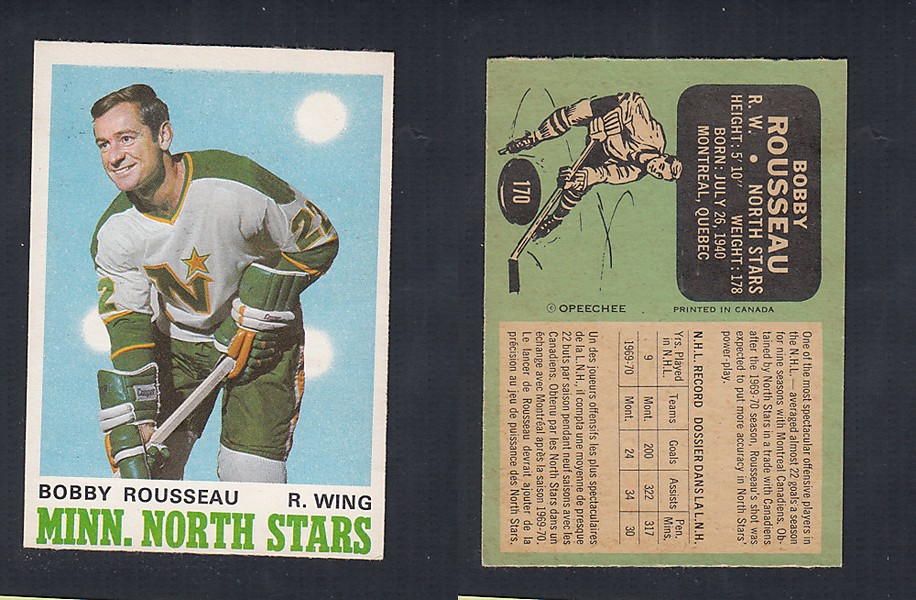 22
N
2
Cooper
BOBBY ROUSSEAU R. WING
MINN. NORTH STARS
BOBBY
ROUSSEAU
R. W. • NORTH STARS
HEIGHT: 5' 10" WEIGHT: 178
BORN: JULY 26, 1940
MONTREAL, QUEBEC
170
© OPEECHEE PRINTED IN CANADA
One of the most spectacular offensive players in
the N.H.L. — averaged almost 22 goals a season
for nine seasons with Montreal Canadiens. Ob-
tained by North Stars in a trade with Canadiens
after the 1969-70 season, Rousseau's shot was
expected to put more accuracy in North Stars'
power-play.
N.H.L. RECORD DOSSIER DANS LA L.N.H.
Yrs. Played in N.H.L. Teams Goals Assists Pen. Mins.
9 Mont. 200 322 317
1969-70 Mont. 24 34 30
Un des joueurs offensifs les plus spectaculaires
de la L.N.H., il compta une moyenne de presque
22 buts par saison pendant neuf saisons avec les
Canadiens. Obtenu par North Stars dans un
échange avec Montréal après la saison 1969-70.
Le lancer de Rousseau devrait ajouter de la
précision au jeu de puissance des North Stars.